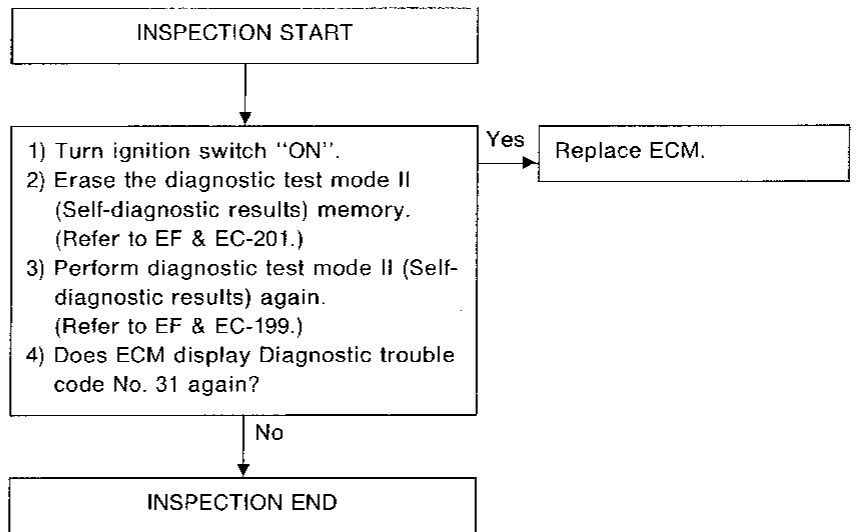 INSPECTION START
1) Turn ignition switch "ON".
2) Erase the diagnostic test mode II
(Self-diagnostic results) memory.
(Refer to EF & EC-201.)
3) Perform diagnostic test mode II (Self-
diagnostic results) again.
(Refer to EF & EC-199.)
4) Does ECM display Diagnostic trouble
code No. 31 again?
Yes
Replace ECM.
No
INSPECTION END